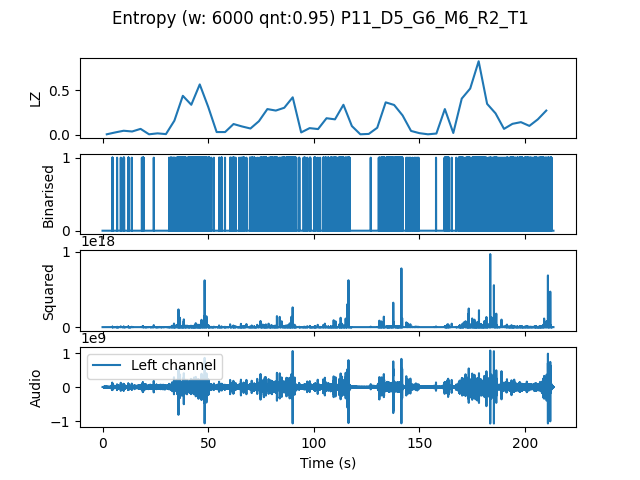 Entropy (w: 6000 qnt:0.95) P11_D5_G6_M6_R2_T1
LZ
0.5
0.0
Binarised
1
0
1e18
Squared
1
0
1e9
Audio
1
0
−1
Left channel
0 50 100 150 200
Time (s)